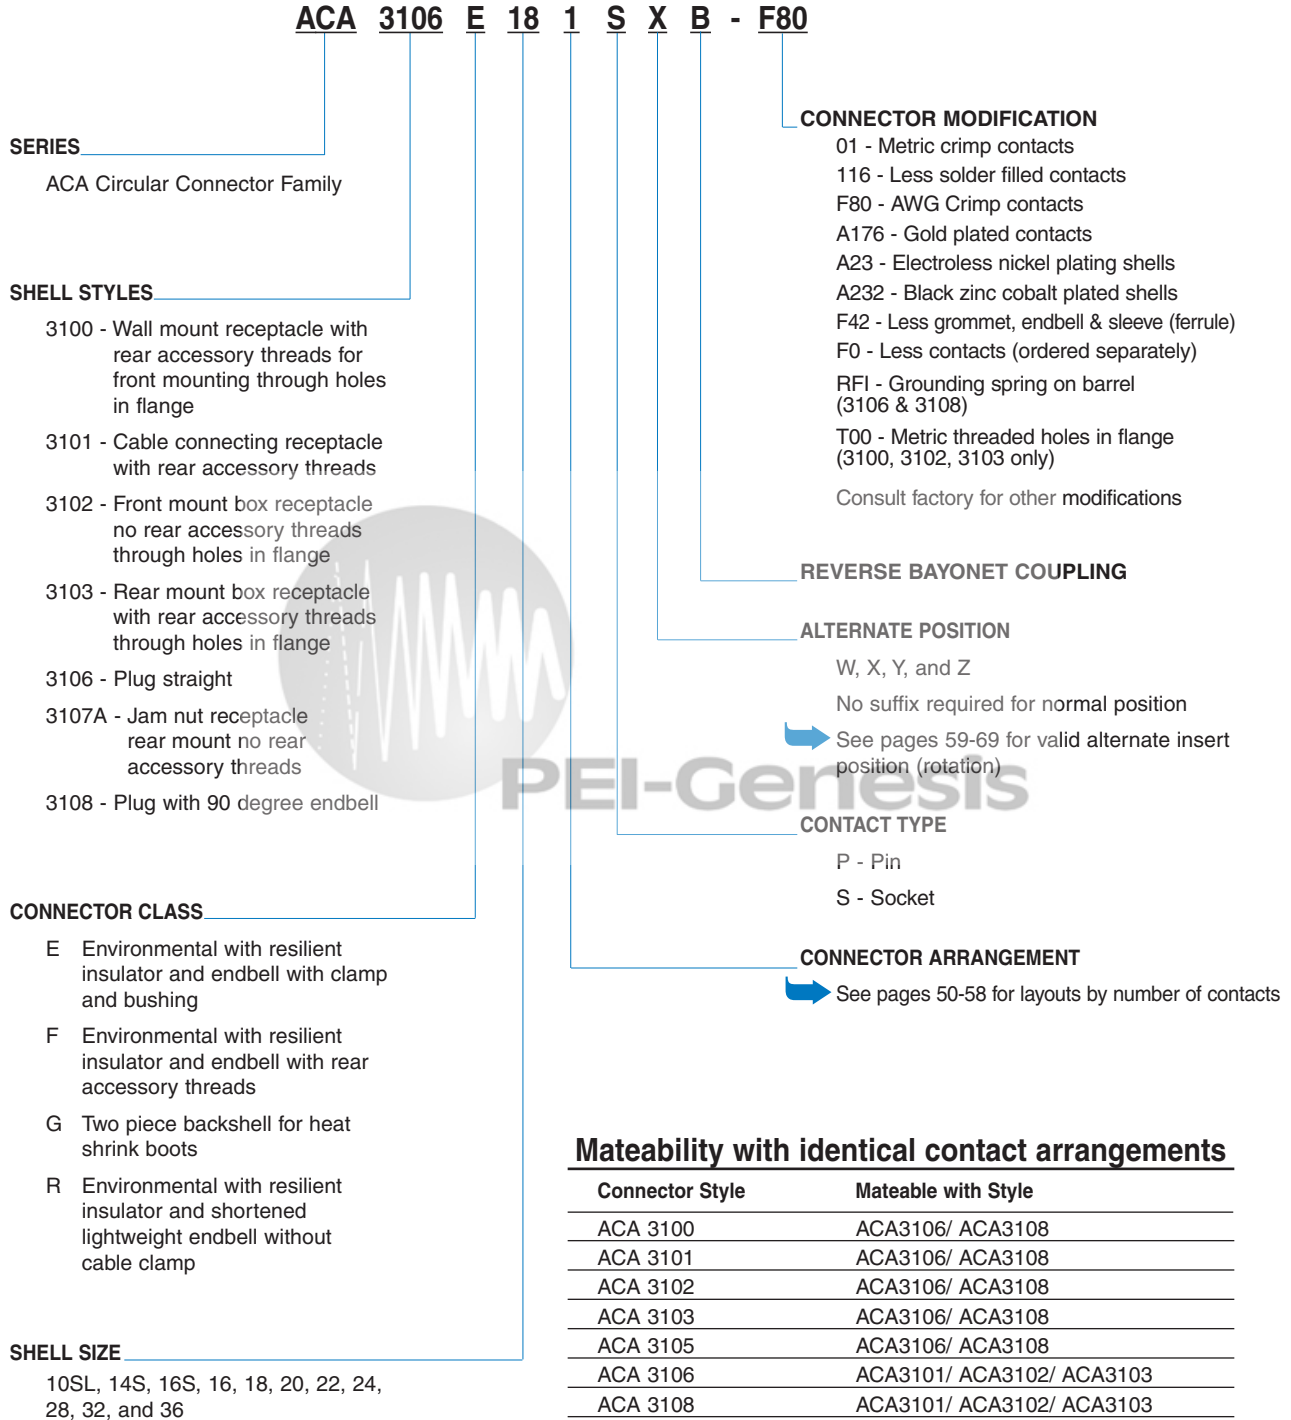 ACA 3106 E 18 1 S X B - F80
SERIES
ACA Circular Connector Family
SHELL STYLES
3100 - Wall mount receptacle with
rear accessory threads for
front mounting through holes
in flange
3101 - Cable connecting receptacle
with rear accessory threads
3102 - Front mount box receptacle
no rear accessory threads
through holes in flange
3103 - Rear mount box receptacle
with rear accessory threads
through holes in flange
3106 - Plug straight
3107A - Jam nut receptacle
rear mount no rear
accessory threads
3108 - Plug with 90 degree endbell
CONNECTOR CLASS
E Environmental with resilient
insulator and endbell with clamp
and bushing
F Environmental with resilient
insulator and endbell with rear
accessory threads
G Two piece backshell for heat
shrink boots
R Environmental with resilient
insulator and shortened
lightweight endbell without
cable clamp
SHELL SIZE
10SL, 14S, 16S, 16, 18, 20, 22, 24,
28, 32, and 36
CONNECTOR MODIFICATION
01 - Metric crimp contacts
116 - Less solder filled contacts
F80 - AWG Crimp contacts
A176 - Gold plated contacts
A23 - Electroless nickel plating shells
A232 - Black zinc cobalt plated shells
F42 - Less grommet, endbell & sleeve (ferrule)
F0 - Less contacts (ordered separately)
RFI - Grounding spring on barrel
(3106 & 3108)
T00 - Metric threaded holes in flange
(3100, 3102, 3103 only)
Consult factory for other modifications
REVERSE BAYONET COUPLING
ALTERNATE POSITION
W, X, Y, and Z
No suffix required for normal position
See pages 59-69 for valid alternate insert
position (rotation)
PEI-Genesis
CONTACT TYPE
P - Pin
S - Socket
CONNECTOR ARRANGEMENT
See pages 50-58 for layouts by number of contacts
Mateability with identical contact arrangements
Connector Style Mateable with Style
ACA 3100 ACA3106/ ACA3108
ACA 3101 ACA3106/ ACA3108
ACA 3102 ACA3106/ ACA3108
ACA 3103 ACA3106/ ACA3108
ACA 3105 ACA3106/ ACA3108
ACA 3106 ACA3101/ ACA3102/ ACA3103
ACA 3108 ACA3101/ ACA3102/ ACA3103